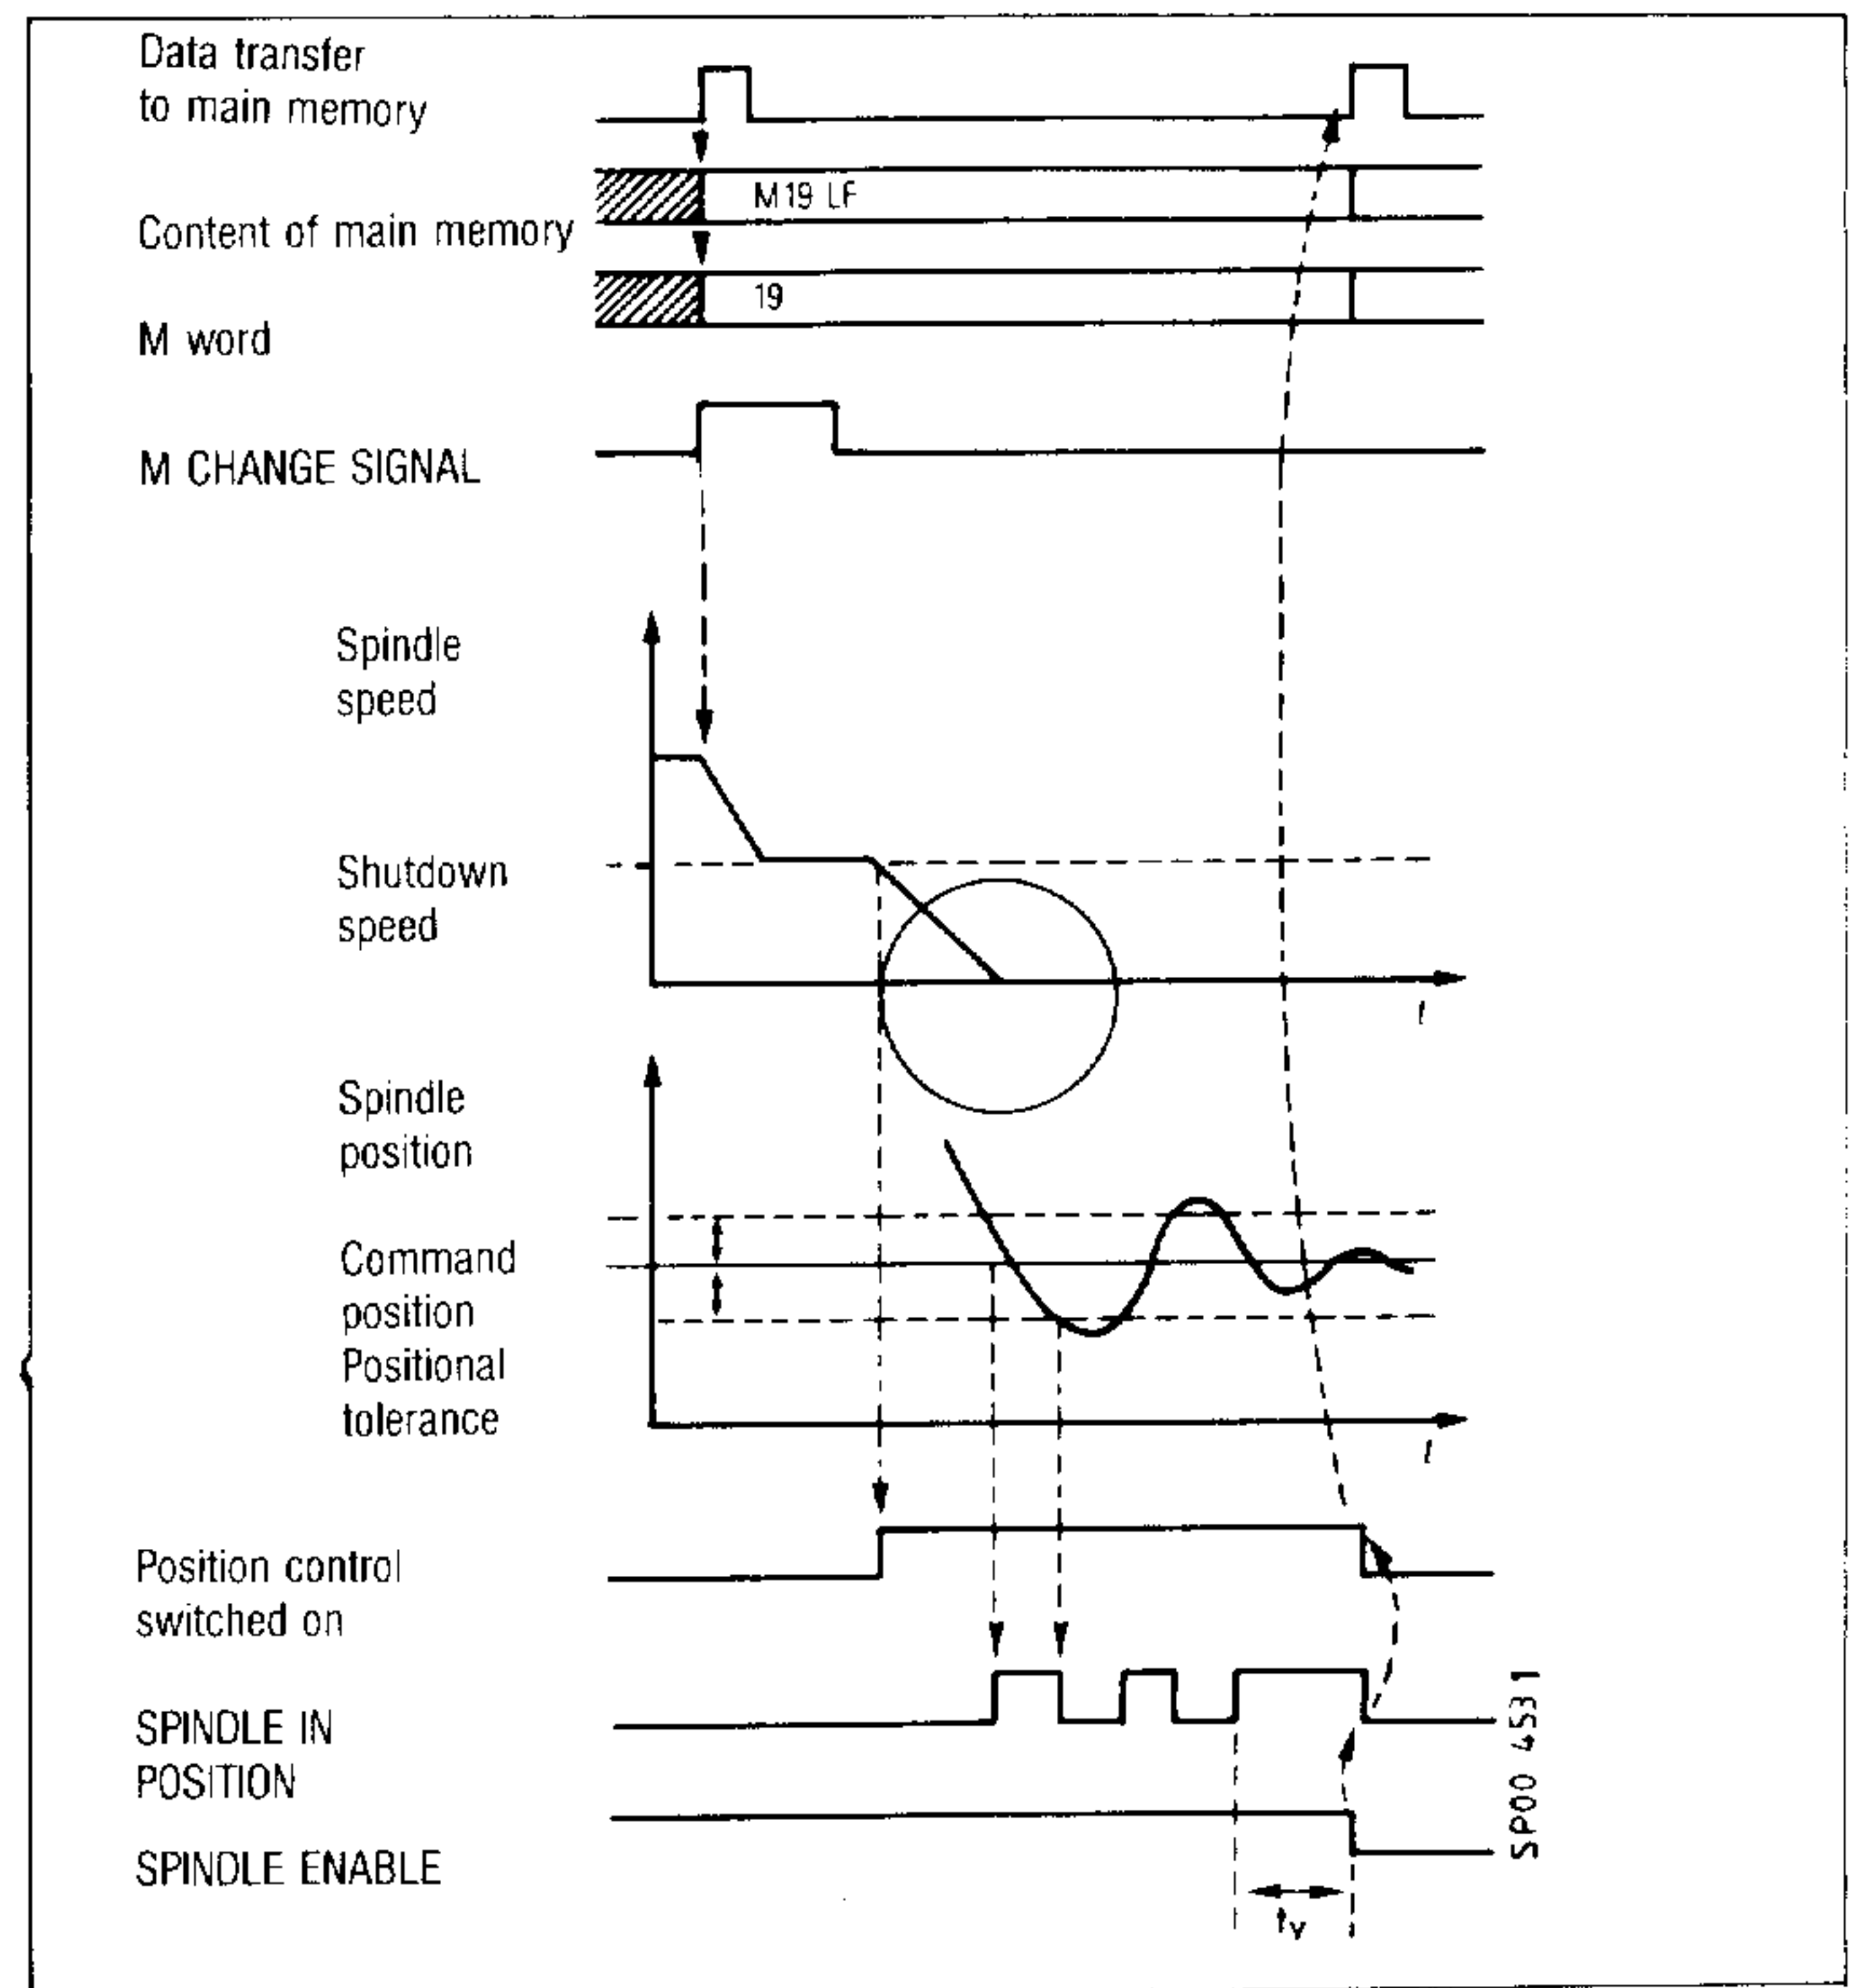 Data transfer
to main memory
M19 LF
Content of main memory
19
M word
M CHANGE SIGNAL
Spindle
speed
Shutdown
speed
t
Spindle
position
Command
position
Positional
tolerance
t
Position control
switched on
SPINDLE IN
POSITION
SPINDLE ENABLE
tv
SP00 4531